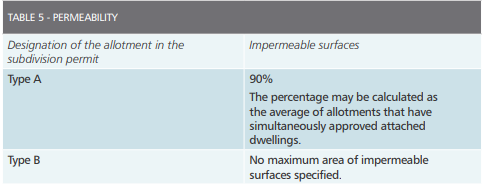 TABLE 5 - PERMEABILITY
Designation of the allotment in the
subdivision permit
Impermeable surfaces
Type A
90%
The percentage may be calculated as
the average of allotments that have
simultaneously approved attached
dwellings.
Type B
No maximum area of impermeable
surfaces specified.